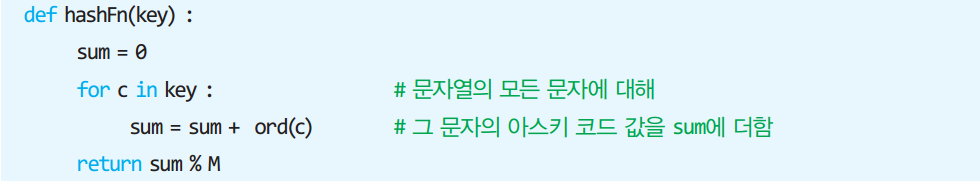 def hashFn(key) :
sum = 0
for c in key : # 문자열의 모든 문자에 대해
sum = sum + ord(c) # 그 문자의 아스키 코드 값을 sum에 더함
return sum % M